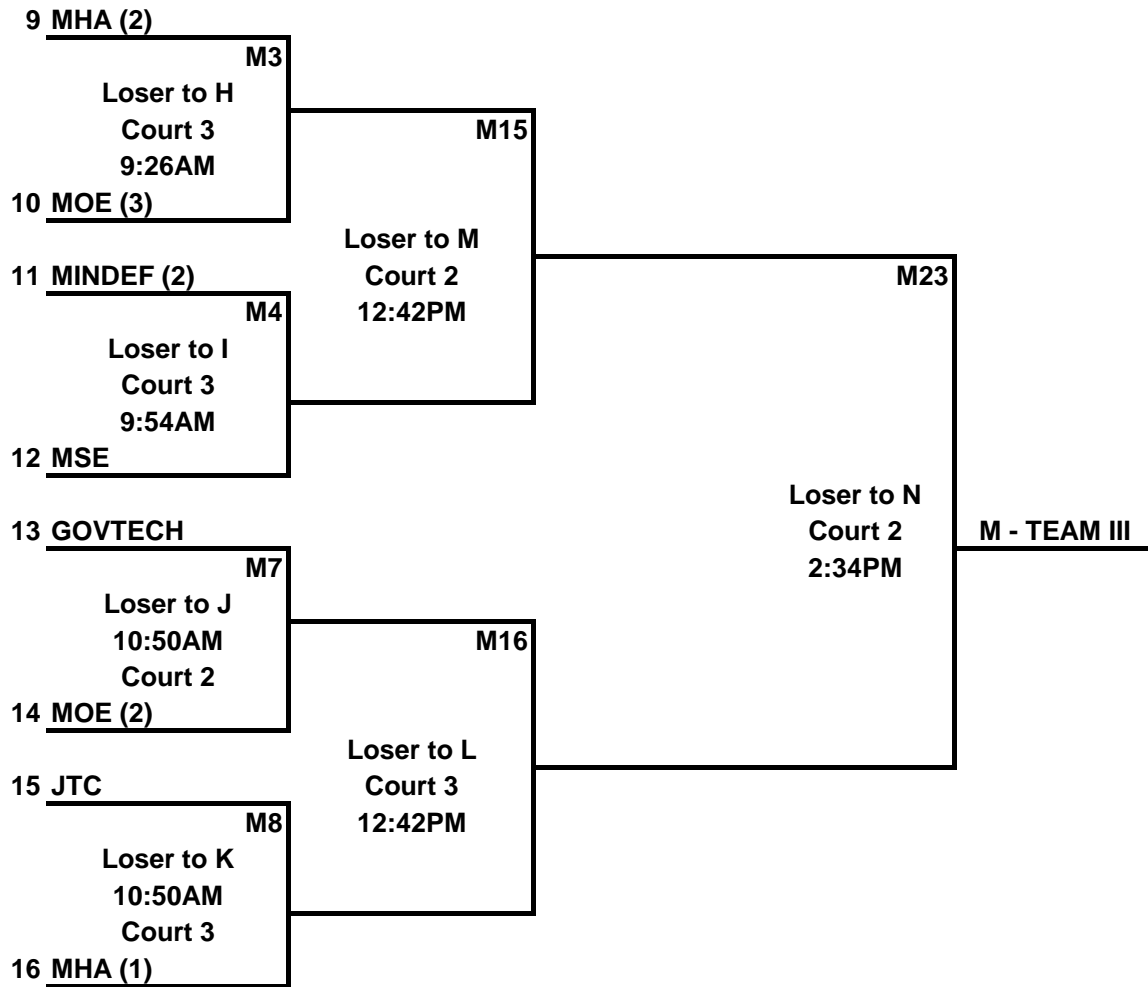 9 MHA (2)
M3
Loser to H
Court 3
9:26AM
10 MOE (3)
M15
Loser to M
Court 2
12:42PM
11 MINDEF (2)
M4
Loser to I
Court 3
9:54AM
12 MSE
M23
Loser to N
Court 2
2:34PM
M - TEAM III
13 GOVTECH
M7
Loser to J
10:50AM
Court 2
14 MOE (2)
M16
Loser to L
Court 3
12:42PM
15 JTC
M8
Loser to K
10:50AM
Court 3
16 MHA (1)